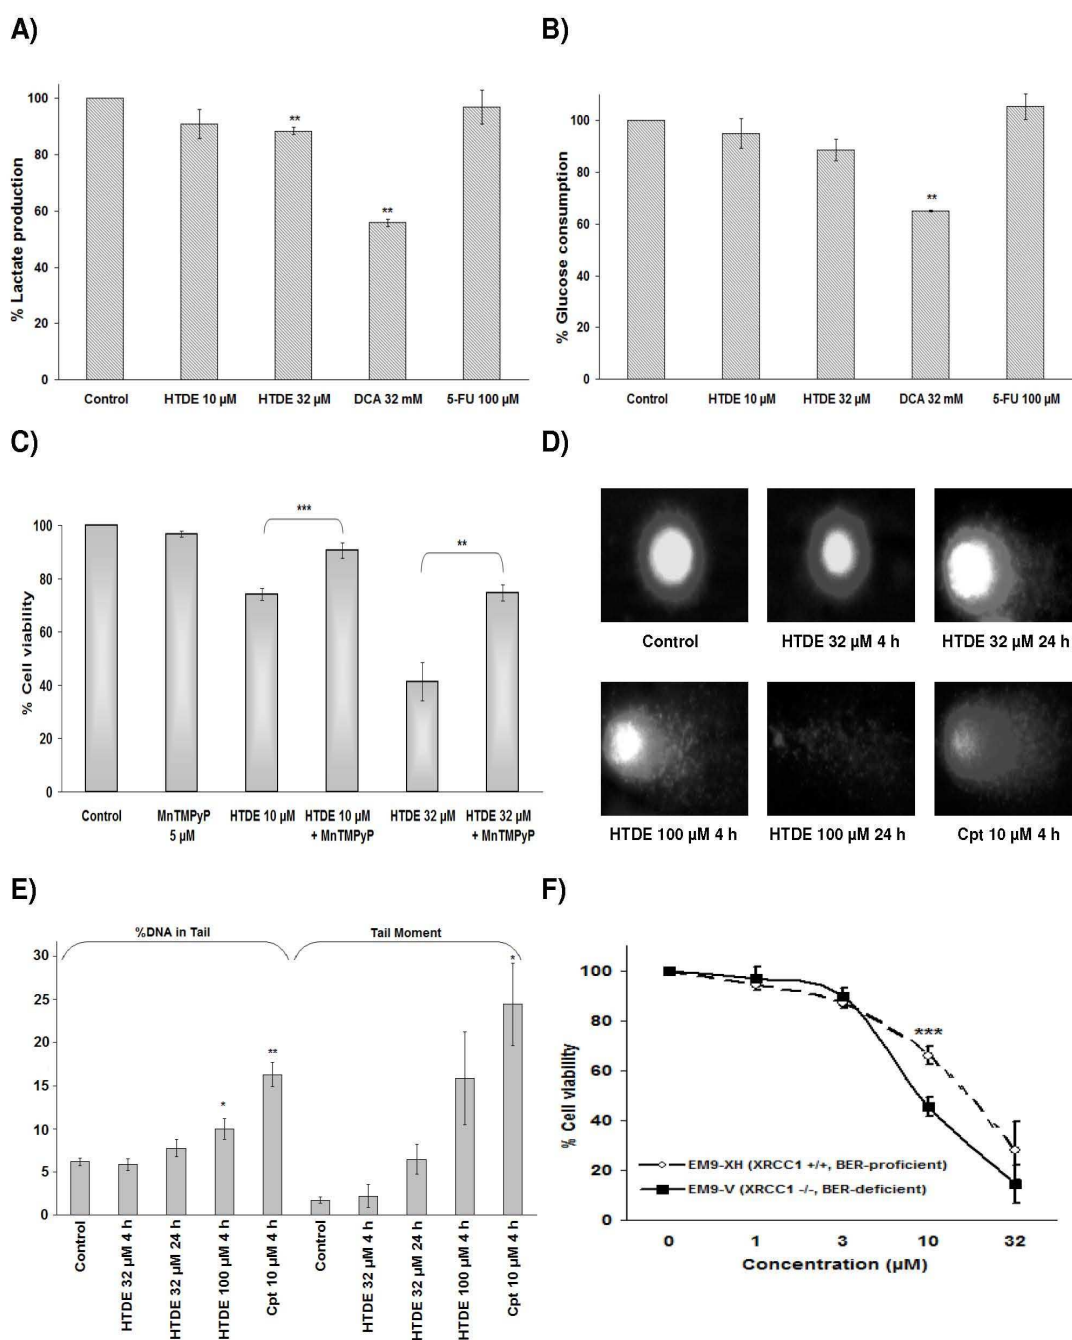 A)
% Lactate production
100
80
60
40
20
0
**
**
Control
HTDE 10 µM
HTDE 32 µM
DCA 32 mM
5-FU 100 µM
B)
% Glucose consumption
100
80
60
40
20
0
**
Control
HTDE 10 µM
HTDE 32 µM
DCA 32 mM
5-FU 100 µM
C)
% Cell viability
100
80
60
40
20
0
***
**
Control
MnTMPyP
5 µM
HTDE 10 µM
HTDE 10 µM
+ MnTMPyP
HTDE 32 µM
HTDE 32 µM
+ MnTMPyP
D)
Control
HTDE 32 µM 4 h
HTDE 32 µM 24 h
HTDE 100 µM 4 h
HTDE 100 µM 24 h
Cpt 10 µM 4 h
E)
%DNA in Tail
Tail Moment
30
25
20
15
10
5
0
*
**
*
Control
HTDE 32 µM 4 h
HTDE 32 µM 24 h
HTDE 100 µM 4 h
Cpt 10 µM 4 h
Control
HTDE 32 µM 4 h
HTDE 32 µM 24 h
HTDE 100 µM 4 h
Cpt 10 µM 4 h
F)
% Cell viability
100
80
60
40
20
0
***
EM9-XH (XRCC1 +/+, BER-proficient)
EM9-V (XRCC1 -/-, BER-deficient)
0
1
3
10
32
Concentration (µM)